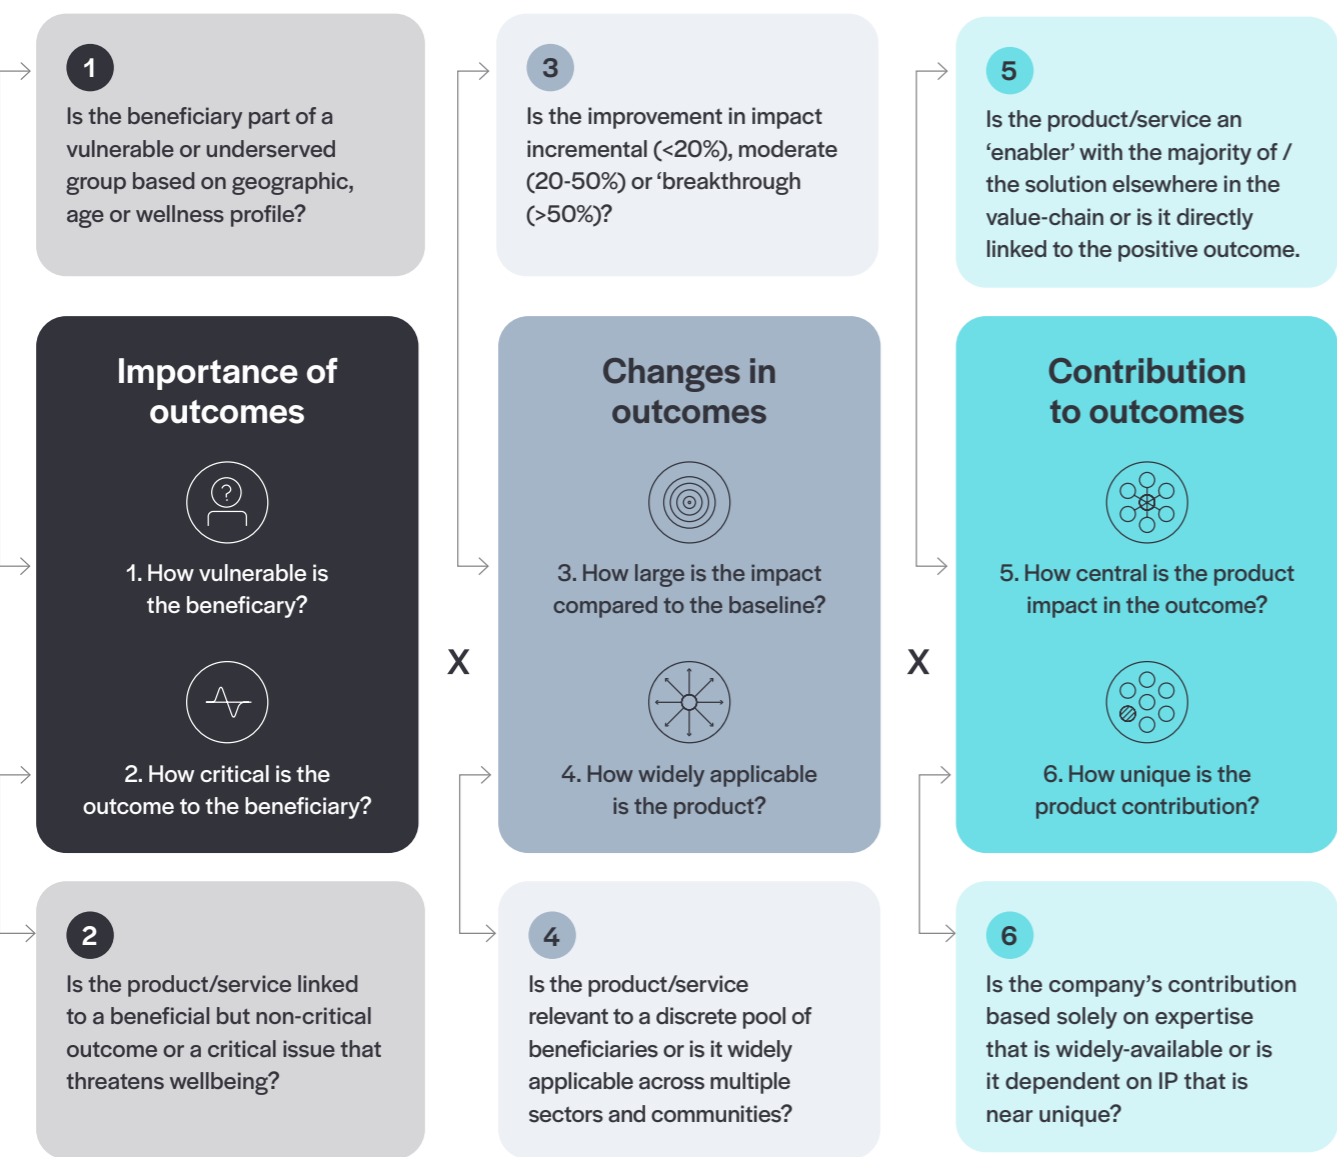 1
Is the beneficiary part of a
vulnerable or underserved
group based on geographic,
age or wellness profile?
3
Is the improvement in impact
incremental (<20%), moderate
(20-50%) or ‘breakthrough
(>50%)?
5
Is the product/service an
‘enabler’ with the majority of /
the solution elsewhere in the
value-chain or is it directly
linked to the positive outcome.
Importance of
outcomes
?
1. How vulnerable is
the beneficary?
2. How critical is the
outcome to the beneficiary?
X
Changes in
outcomes
3. How large is the impact
compared to the baseline?
4. How widely applicable
is the product?
X
Contribution
to outcomes
5. How central is the product
impact in the outcome?
6. How unique is the
product contribution?
2
Is the product/service linked
to a beneficial but non-critical
outcome or a critical issue that
threatens wellbeing?
4
Is the product/service
relevant to a discrete pool of
beneficiaries or is it widely
applicable across multiple
sectors and communities?
6
Is the company’s contribution
based solely on expertise
that is widely-available or is
it dependent on IP that is
near unique?